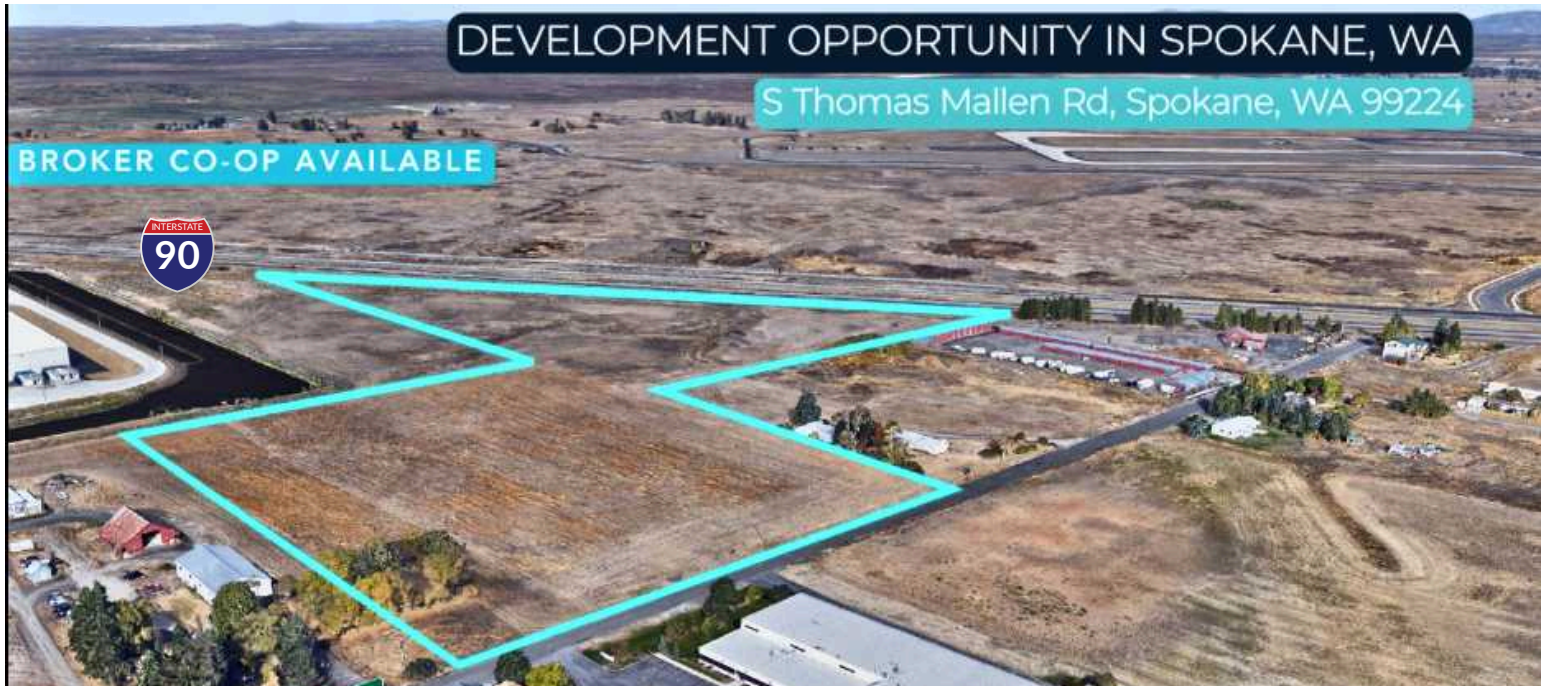 DEVELOPMENT OPPORTUNITY IN SPOKANE, WA
S Thomas Mallen Rd, Spokane, WA 99224
BROKER CO-OP AVAILABLE
INTERSTATE
90